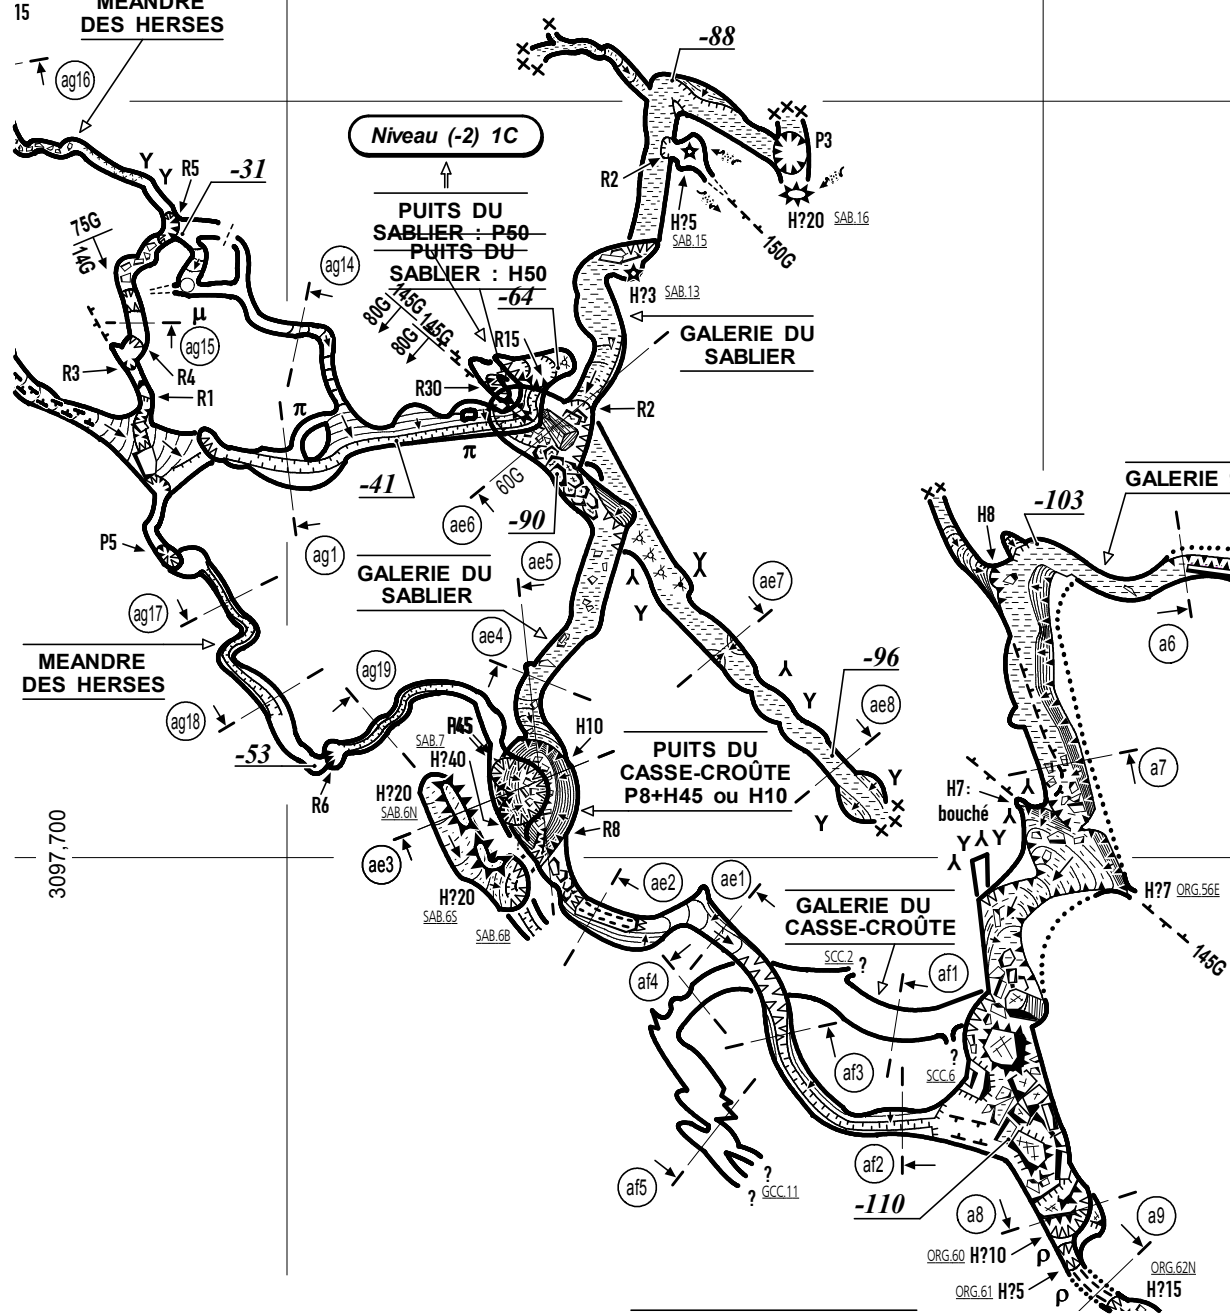 15
MEANDRE
DES HERSES
ag16
-88
Niveau (-2) 1C
P3
Y
R5
Y
-31
R2
PUITS DU
SABLIER : P50
PUITS DU
SABLIER : H50
H?5
SAB.15
H?20 SAB.16
150G
75G
14G
ag14
H?3 SAB.13
-64
145G
80G
145G
80G
μ
ag15
R15
GALERIE DU
SABLIER
R3
R4
R1
R30
R2
π
π
-41
60G
ae6
-90
GALERIE
-103
H8
P5
ag1
ae5
GALERIE DU
SABLIER
Y
Y
ae7
ag17
ae4
a6
MEANDRE
DES HERSES
ag19
-96
Y
Y
ae8
ag18
-53
R6
P45
SAB.7
H?40
H10
PUITS DU
CASSE-CROÛTE
P8+H45 ou H10
Y
Y
a7
H7:
bouché
H?20
SAB.6N
R8
Y
Y
Y
Y
3097,700
ae3
H?20
SAB.6S
SAB.6B
ae2
ae1
GALERIE DU
CASSE-CROÛTE
H?7 ORG.56E
145G
SCC.2 ?
af4
af1
af3
?
SCC.6
af5
af2
?
? GCC.11
-110
a8
a9
ORG.60 H?10
ρ
ORG.61 H?5
ρ
ORG.62N
H?15